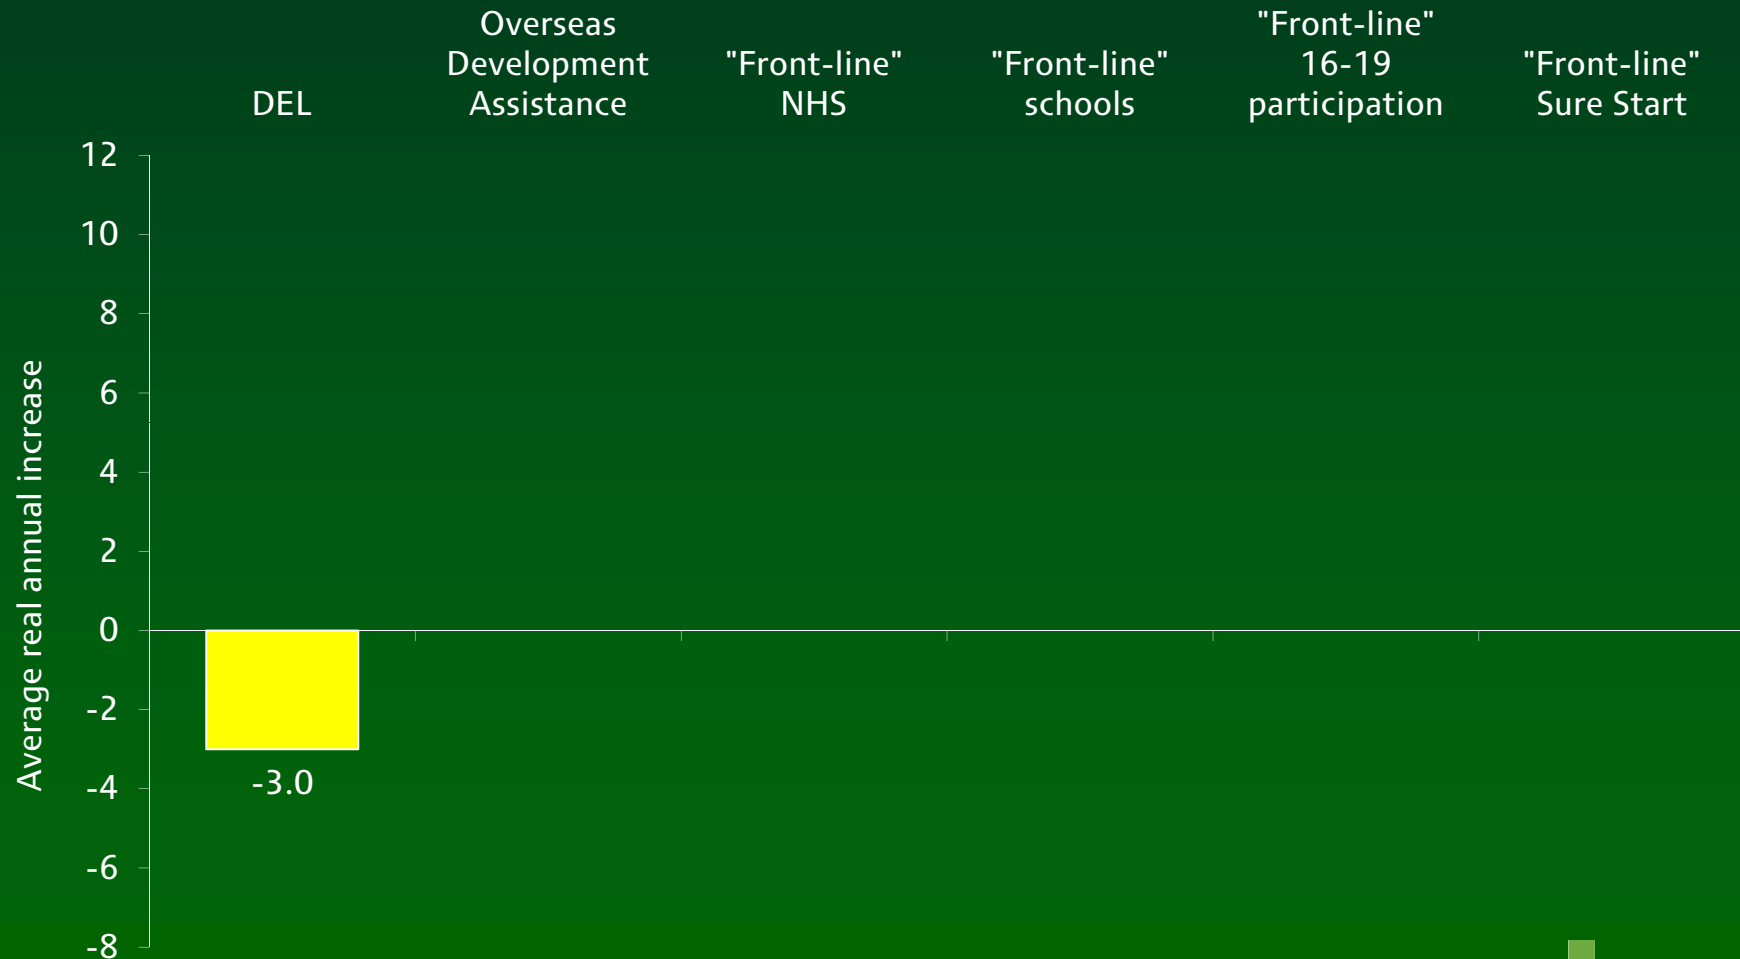 Overseas
Development
Assistance
"Front-line"
16-19
participation
DEL
"Front-line"
NHS
"Front-line"
schools
"Front-line"
Sure Start
12
10
8
6
4
2
0
-2
-4
-6
-8
Average real annual increase
-3.0